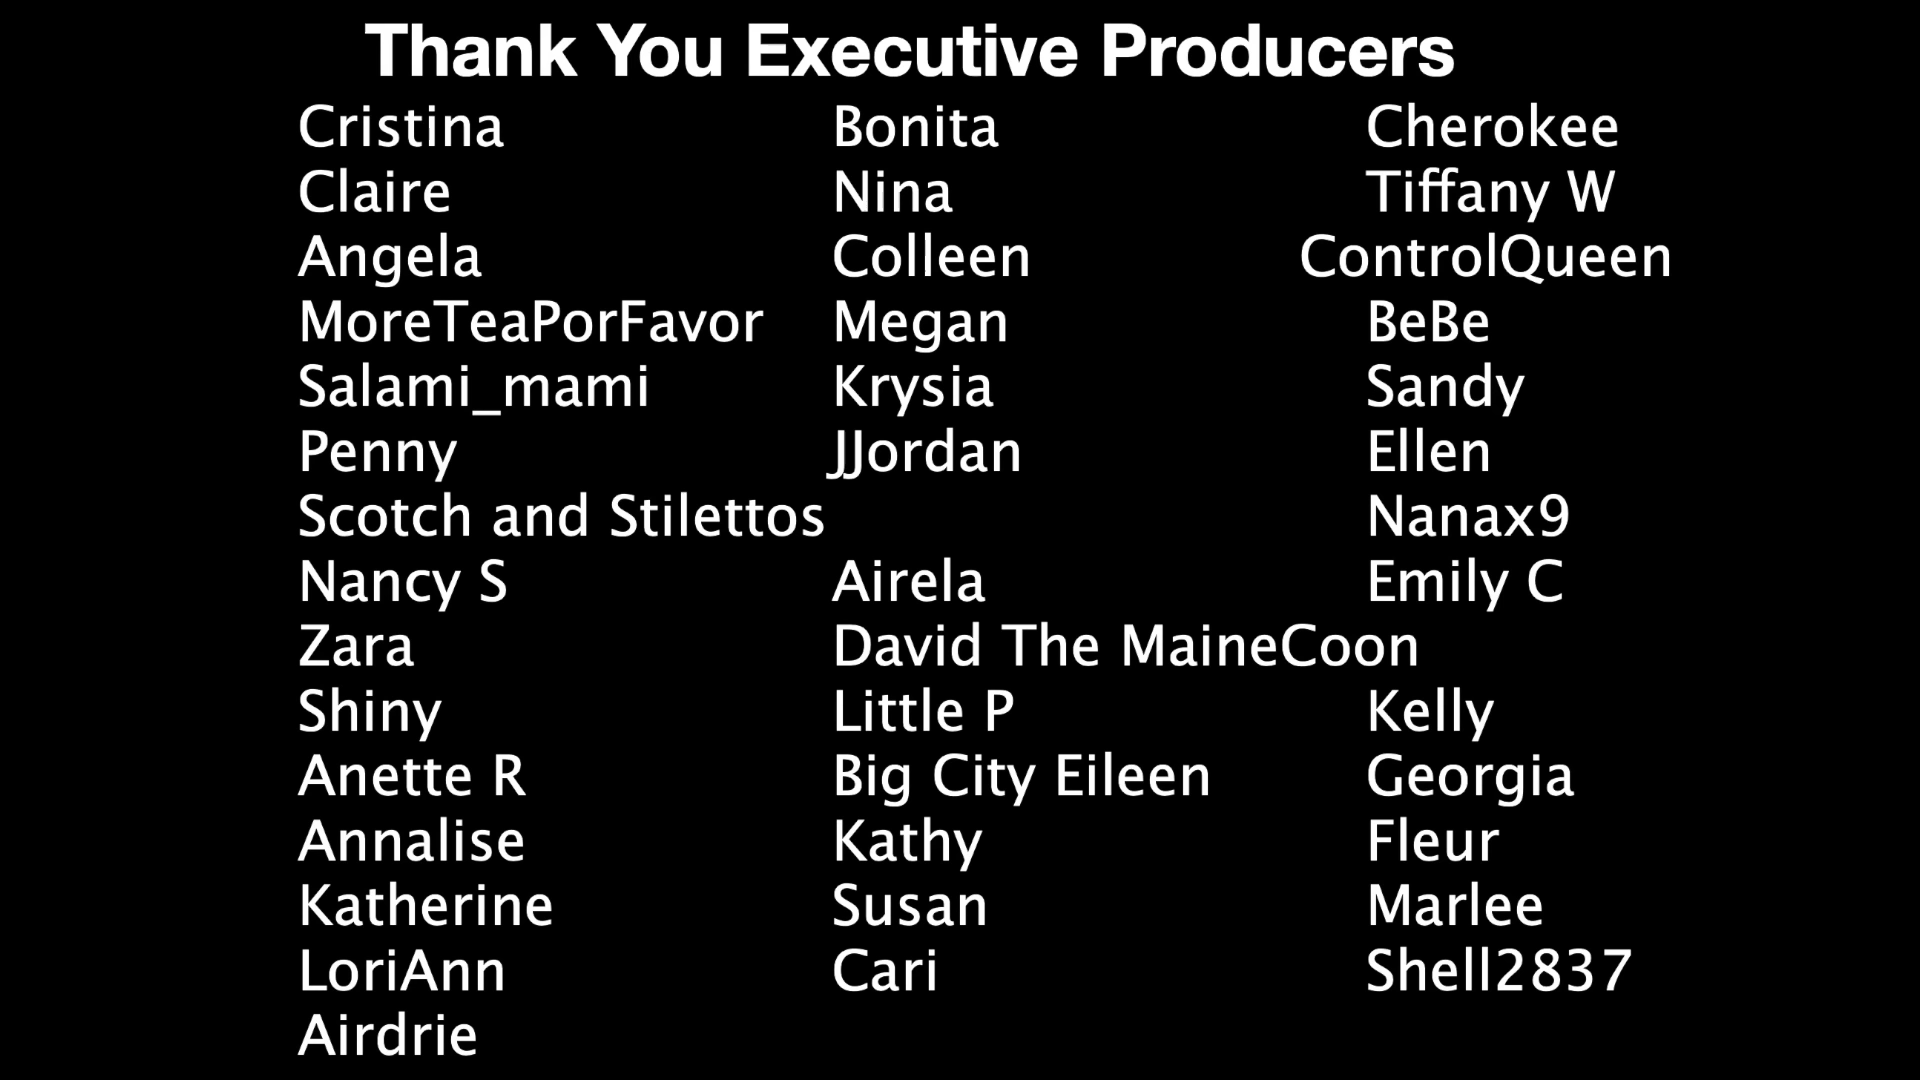 Thank You Executive Producers
Cristina Bonita Cherokee
Claire Nina Tiffany W
Angela Colleen ControlQueen
MoreTeaPorFavor Megan BeBe
Salami_mami Krysia Sandy
Penny JJordan Ellen
Scotch and Stilettos Nanax9
Nancy S Airela Emily C
Zara David The MaineCoon
Shiny Little P Kelly
Anette R Big City Eileen Georgia
Annalise Kathy Fleur
Katherine Susan Marlee
LoriAnn Cari Shell2837
Airdrie